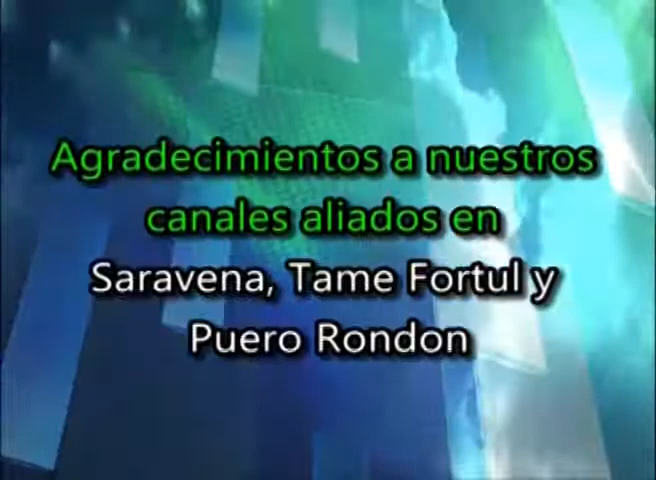 Agradecimientos a nuestros
canales aliados en
Saravena, Tame Fortul y
Puero Rondon